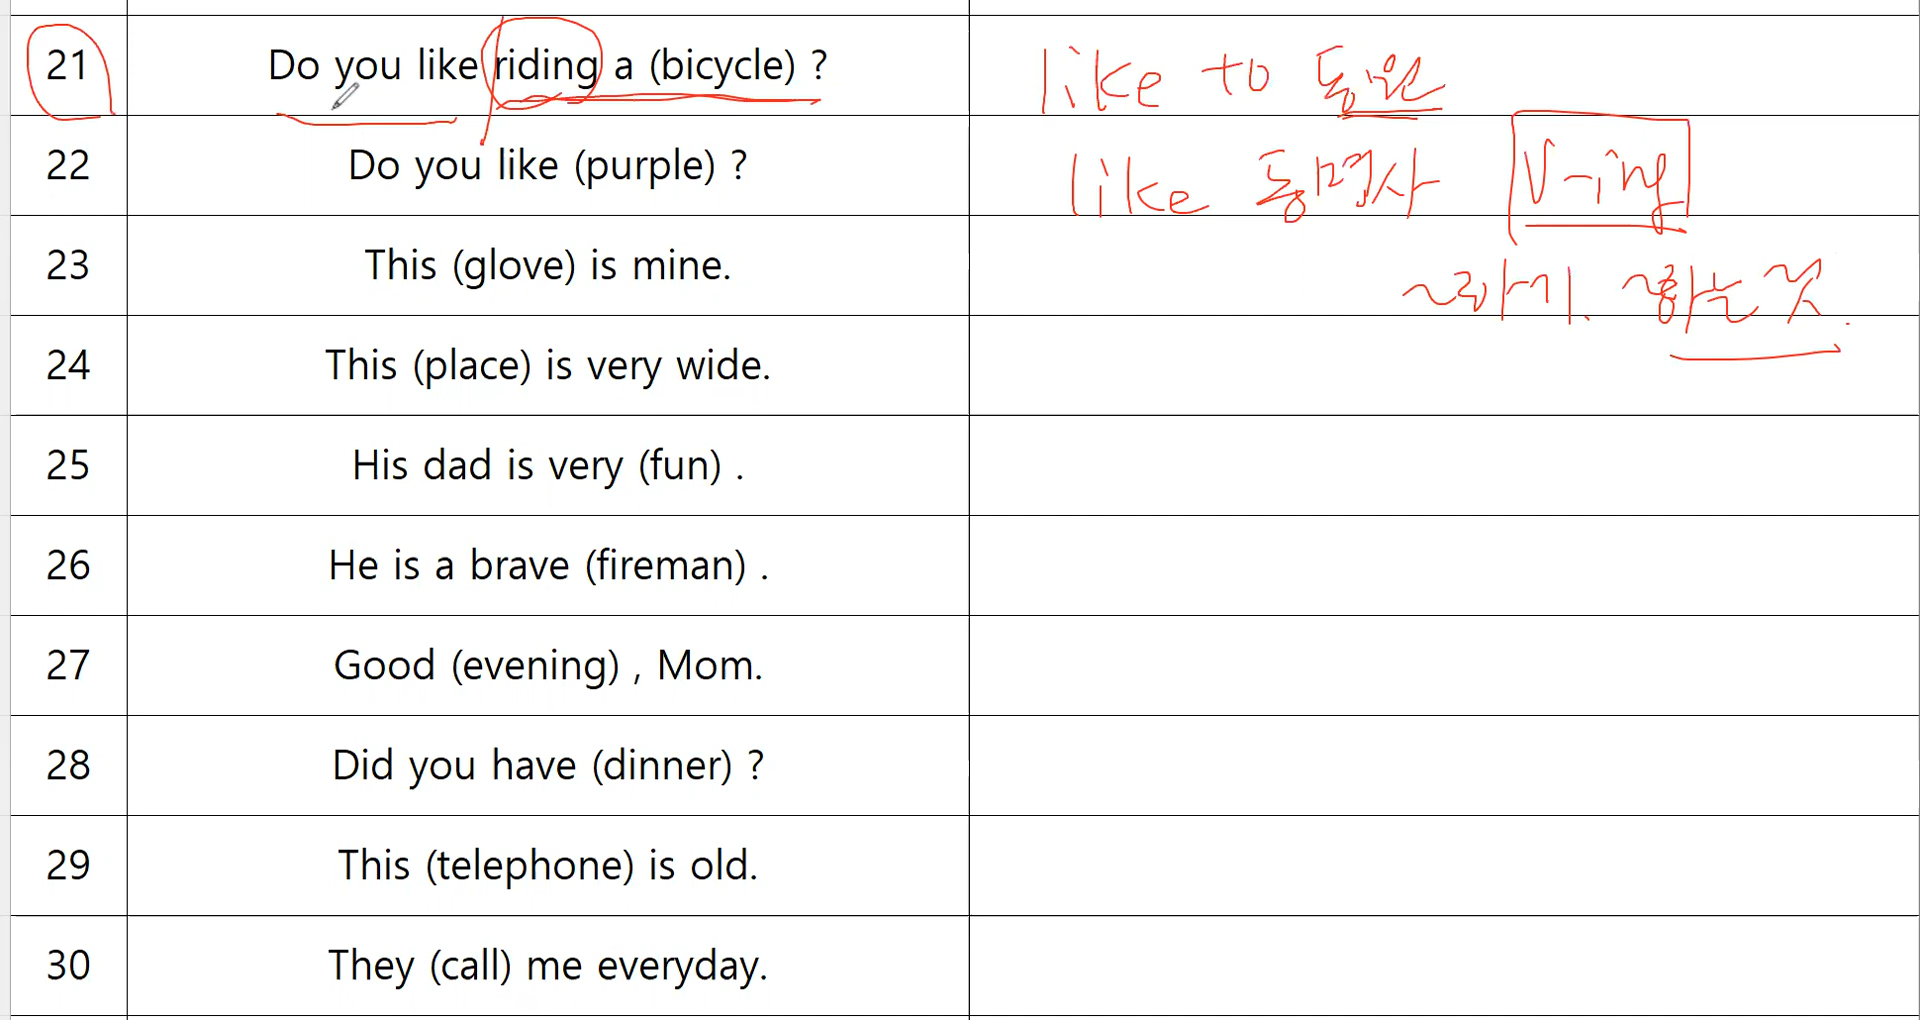 21 Do you like riding a (bicycle) ? like to 동원
22 Do you like (purple) ? like 동명사 V-ing
23 This (glove) is mine. ~하기. ~하는 것.
24 This (place) is very wide.
25 His dad is very (fun) .
26 He is a brave (fireman) .
27 Good (evening) , Mom.
28 Did you have (dinner) ?
29 This (telephone) is old.
30 They (call) me everyday.